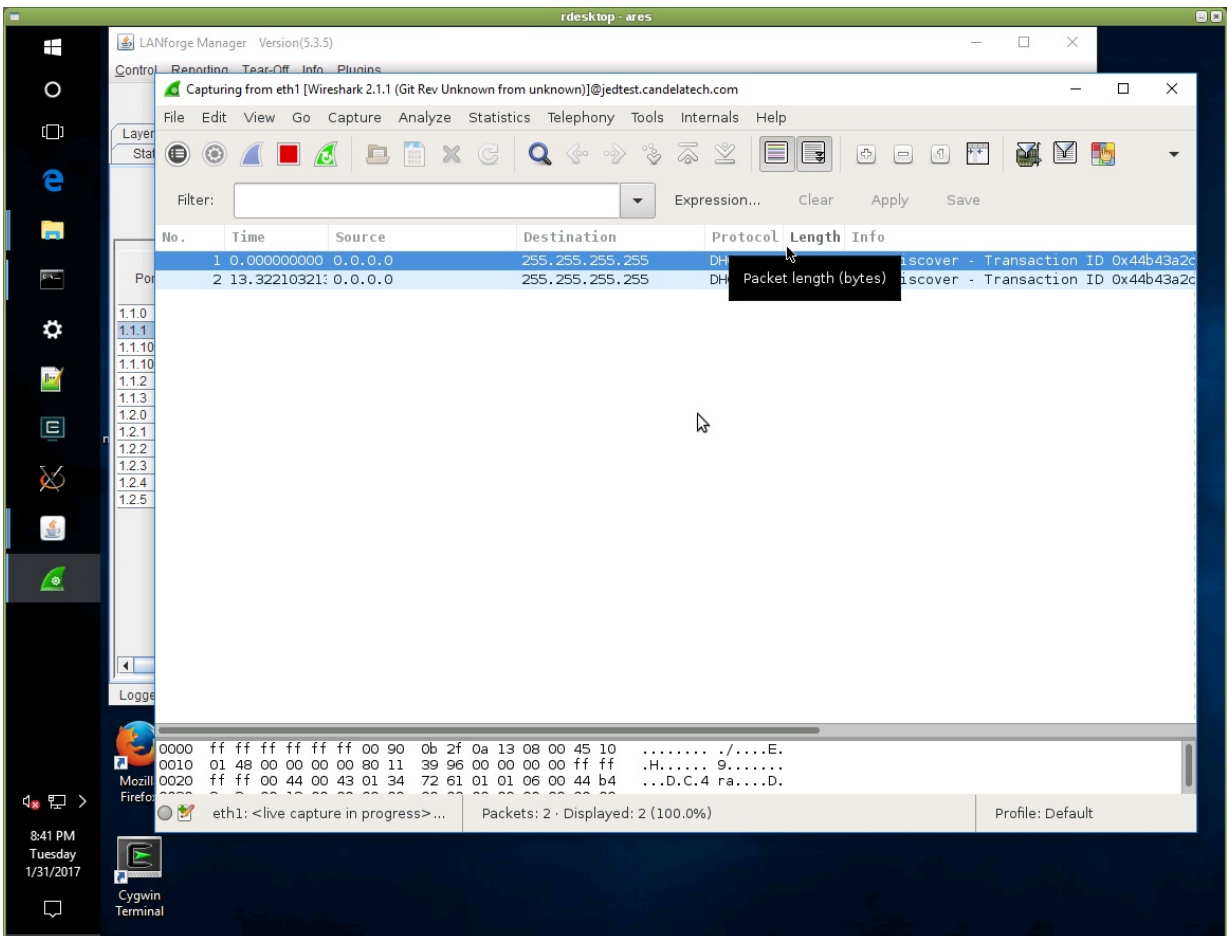 rdesktop - ares
LANforge Manager Version(5.3.5)
Control Reporting Tear-Off Info Plugins
Capturing from eth1 [Wireshark 2.1.1 (Git Rev Unknown from unknown)]@jedtest.candelatech.com
File Edit View Go Capture Analyze Statistics Telephony Tools Internals Help
Layer
Stat
Filter: Expression... Clear Apply Save
No. Time Source Destination Protocol Length Info
1 0.000000000 0.0.0.0 255.255.255.255 DH iscover - Transaction ID 0x44b43a2c
2 13.32210321 0.0.0.0 255.255.255.255 DH iscover - Transaction ID 0x44b43a2c
Packet length (bytes)
Por
1.1.0
1.1.1
1.1.10
1.1.10
1.1.2
1.1.3
1.2.0
1.2.1
1.2.2
1.2.3
1.2.4
1.2.5
Logge
0000 ff ff ff ff ff ff 00 90 0b 2f 0a 13 08 00 45 10 ........ ./....E.
0010 01 48 00 00 00 00 80 11 39 96 00 00 00 00 ff ff .H...... 9.......
0020 ff ff 00 44 00 43 01 34 72 61 01 01 06 00 44 b4 ...D.C.4 ra....D.
eth1: <live capture in progress>... Packets: 2 · Displayed: 2 (100.0%) Profile: Default
Mozill
Firefo
8:41 PM
Tuesday
1/31/2017
Cygwin
Terminal